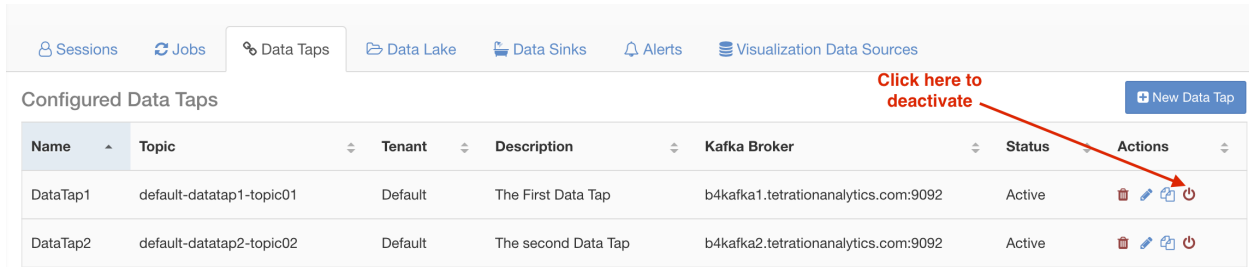 Sessions Jobs Data Taps Data Lake Data Sinks Alerts Visualization Data Sources
Click here to
deactivate
Configured Data Taps
New Data Tap
Name Topic Tenant Description Kafka Broker Status Actions
DataTap1 default-datatap1-topic01 Default The First Data Tap b4kafka1.tetrationanalytics.com:9092 Active
DataTap2 default-datatap2-topic02 Default The second Data Tap b4kafka2.tetrationanalytics.com:9092 Active